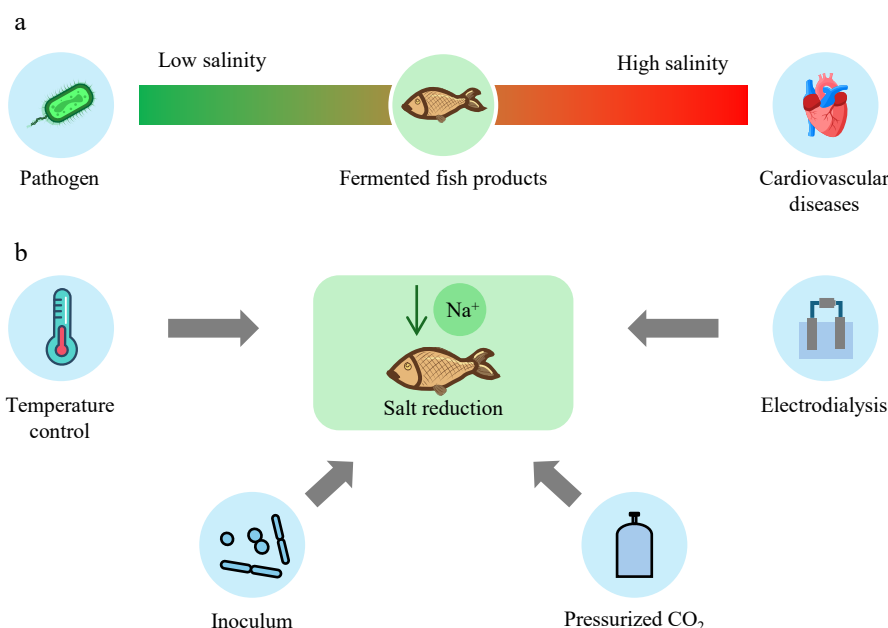 a
Low salinity
High salinity
Pathogen
Fermented fish products
Cardiovascular
diseases
b
Na⁺
Salt reduction
Temperature
control
Electrodialysis
Inoculum
Pressurized CO₂